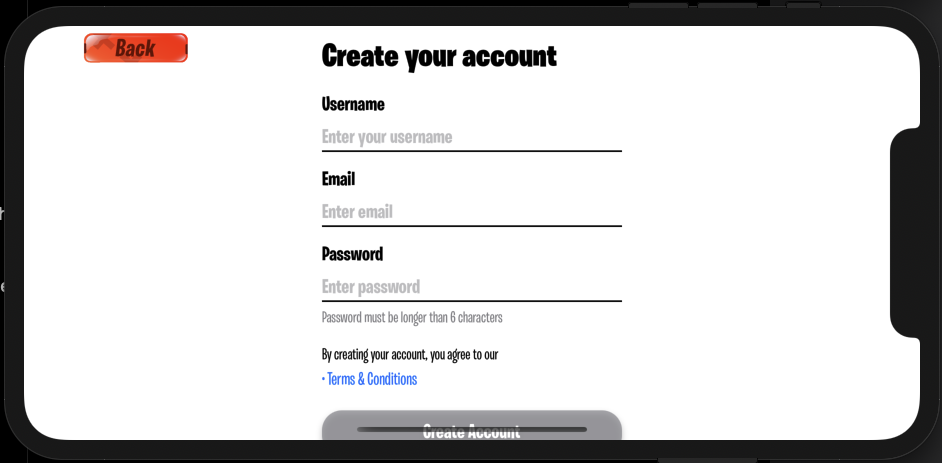 Back
Create your account
Username
Enter your username
Email
Enter email
Password
Enter password
Password must be longer than 6 characters
By creating your account, you agree to our
• Terms & Conditions
Create Account